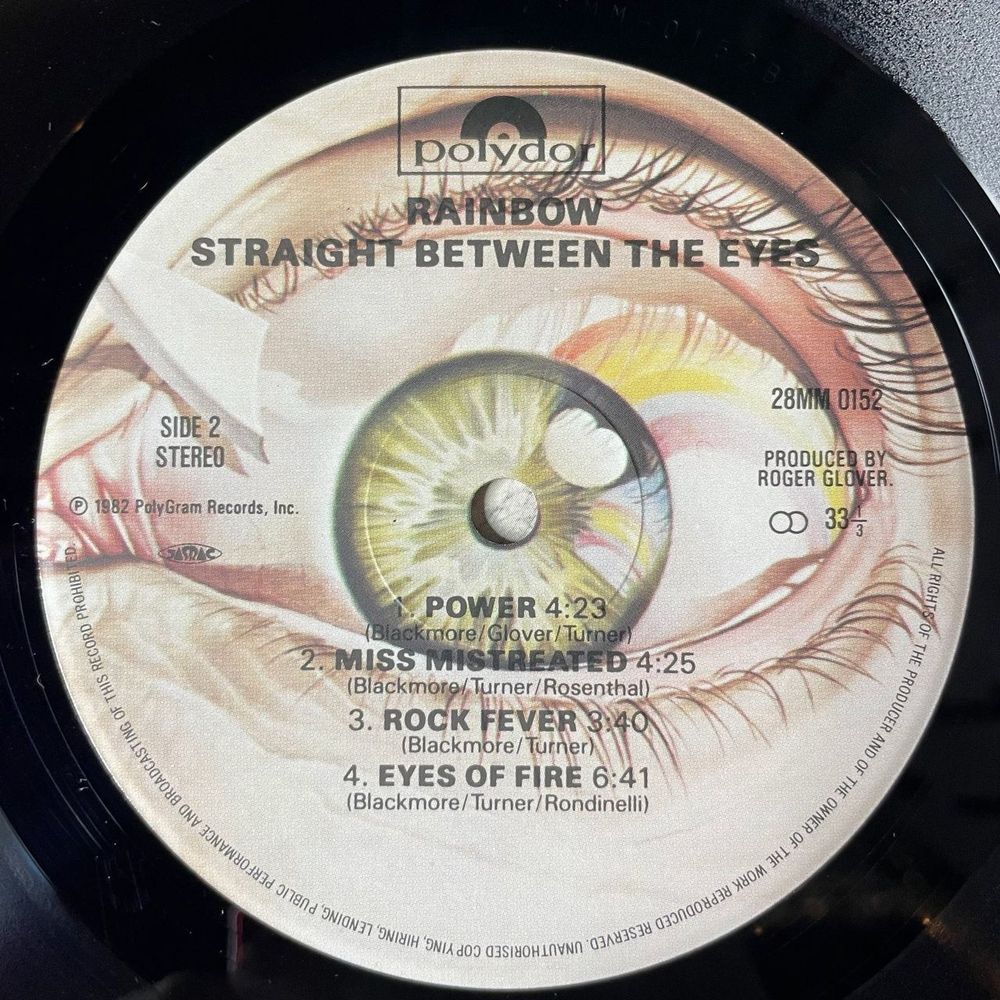 polydor
RAINBOW
STRAIGHT BETWEEN THE EYES
28MM 0152
SIDE 2
STEREO
PRODUCED BY
ROGER GLOVER.
℗ 1982 PolyGram Records, Inc.
33 1/3
JASRAC
1. POWER 4:23
(Blackmore/Glover/Turner)
2. MISS MISTREATED 4:25
(Blackmore/Turner/Rosenthal)
3. ROCK FEVER 3:40
(Blackmore/Turner)
4. EYES OF FIRE 6:41
(Blackmore/Turner/Rondinelli)
ALL RIGHTS OF THE PRODUCER AND OF THE OWNER OF THE WORK REPRODUCED RESERVED. UNAUTHORISED COPYING, HIRING, LENDING, PUBLIC PERFORMANCE AND BROADCASTING OF THIS RECORD PROHIBITED.